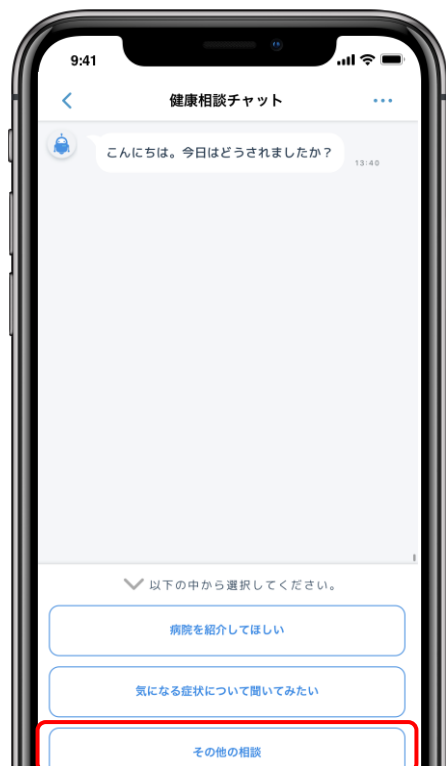 9:41
健康相談チャット
こんにちは。今日はどうされましたか？
13:40
以下の中から選択してください。
病院を紹介してほしい
気になる症状について聞いてみたい
その他の相談